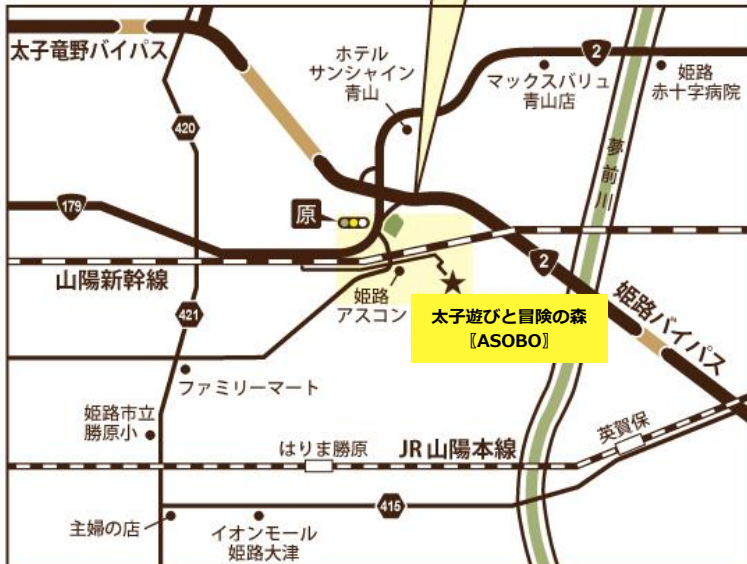 太子竜野バイパス
ホテル
サンシャイン
青山
2
マックスバリュ
青山店
姫路
赤十字病院
420
夢前川
179
原
山陽新幹線
2
姫路
アスコン
太子遊びと冒険の森
〖ASOBO〗
姫路バイパス
421
ファミリーマート
姫路市立
勝原小
はりま勝原
JR山陽本線
英賀保
415
主婦の店
イオンモール
姫路大津